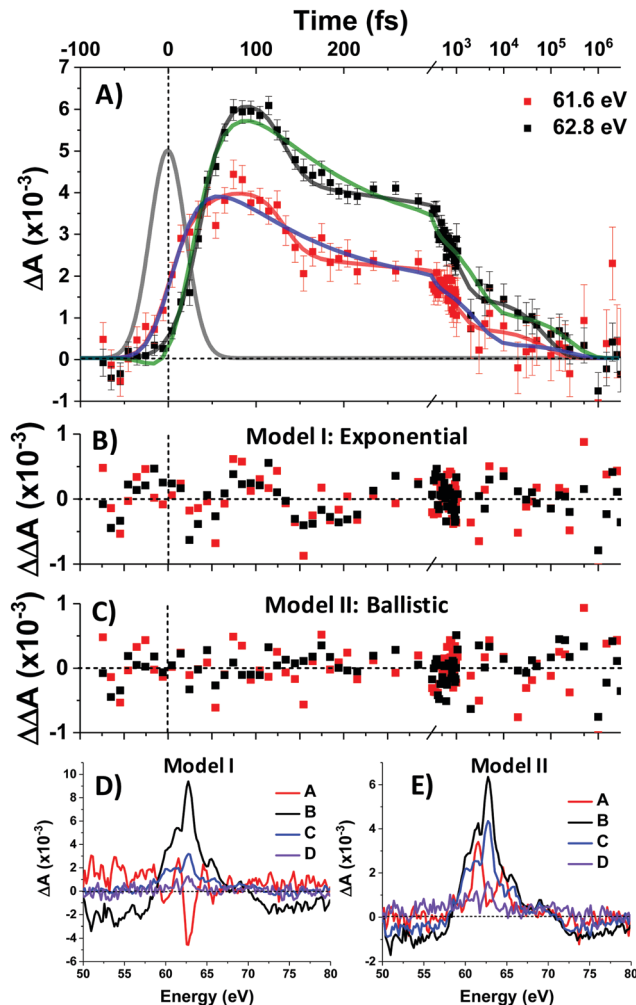 Time (fs)
-100 0 100 200 10³ 10⁴ 10⁵ 10⁶
A)
61.6 eV
62.8 eV
ΔA (x10⁻³)
7
6
5
4
3
2
1
0
-1
B) Model I: Exponential
ΔΔA (x10⁻³)
1
0
-1
C) Model II: Ballistic
ΔΔA (x10⁻³)
1
0
-1
D) Model I
A
B
C
D
ΔA (x10⁻³)
10
8
6
4
2
0
-2
-4
-6
50 55 60 65 70 75 80
Energy (eV)
E) Model II
A
B
C
D
ΔA (x10⁻³)
6
4
2
0
-2
50 55 60 65 70 75 80
Energy (eV)